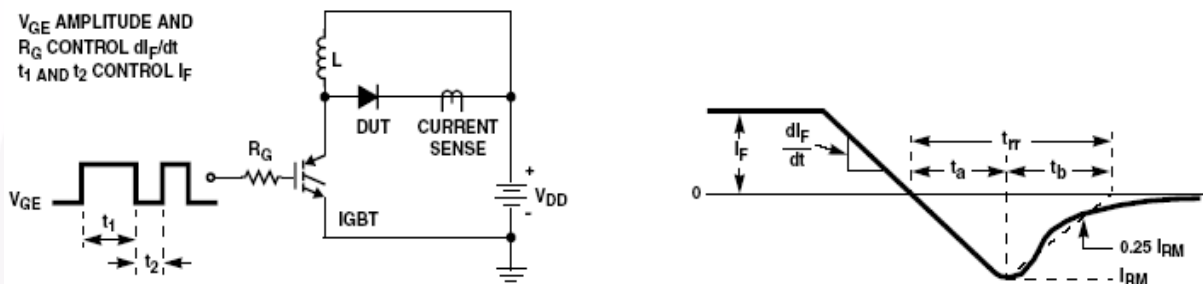 V_GE AMPLITUDE AND
R_G CONTROL dI_F/dt
t_1 AND t_2 CONTROL I_F
L
DUT
CURRENT
SENSE
R_G
V_GE
IGBT
t_1
t_2
+
V_DD
-
I_F
dI_F
dt
t_rr
t_a
t_b
0
0.25 I_RM
I_RM